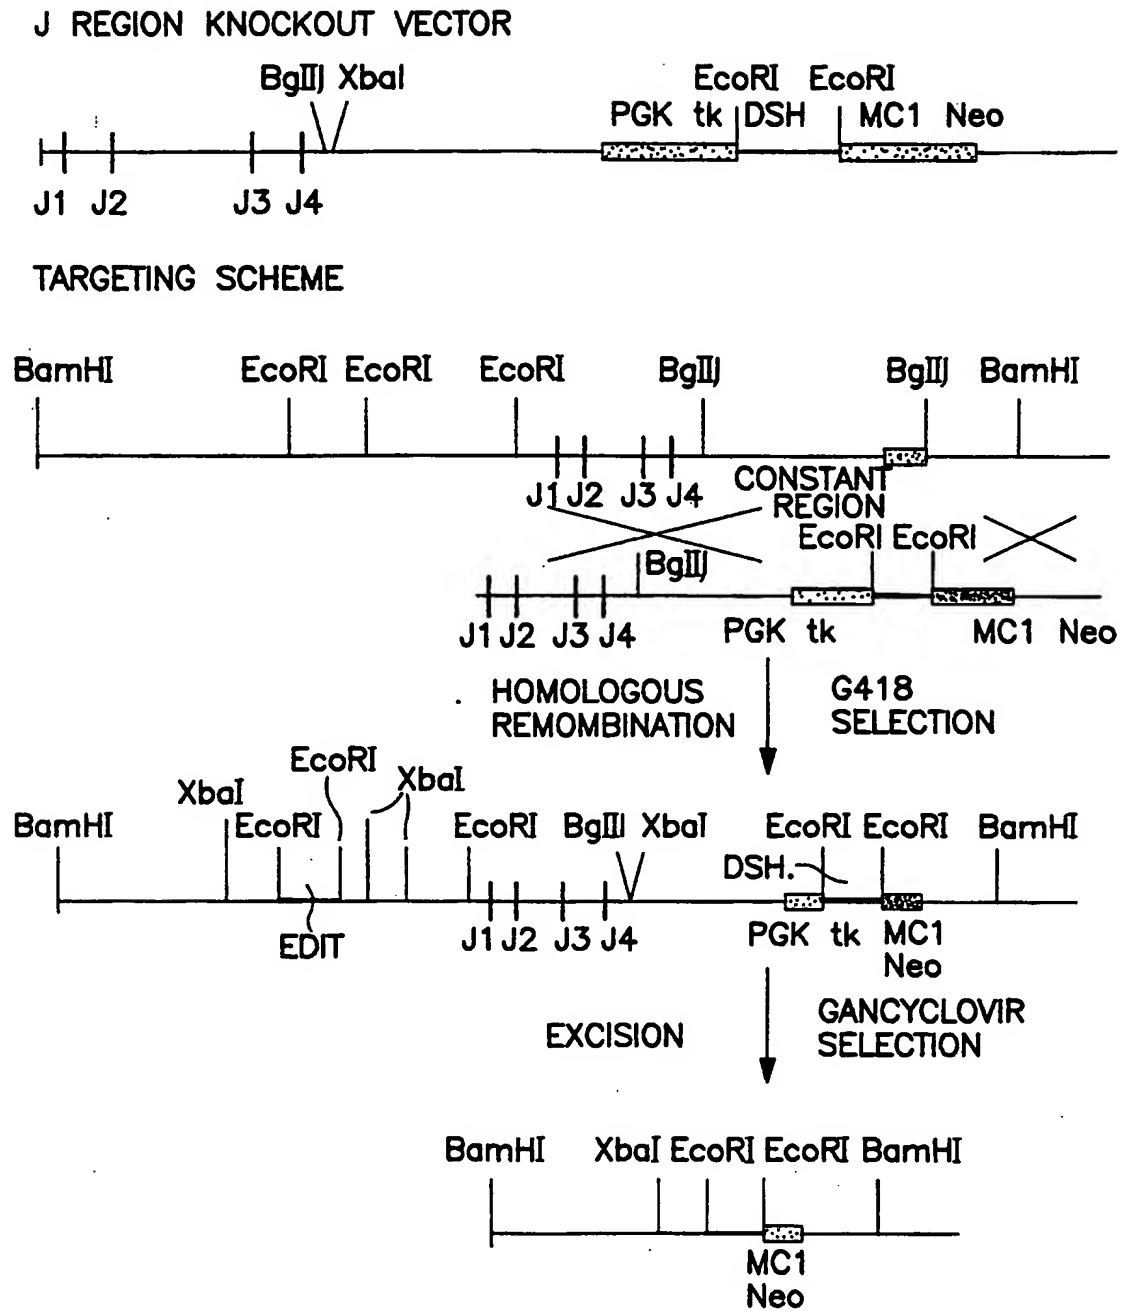 J REGION KNOCKOUT VECTOR
BglII XbaI
EcoRI EcoRI
PGK tk DSH MC1 Neo
J1 J2 J3 J4
TARGETING SCHEME
BamHI EcoRI EcoRI EcoRI BglII BglII BamHI
J1 J2 J3 J4
CONSTANT
REGION
EcoRI EcoRI
BglII
J1 J2 J3 J4 PGK tk MC1 Neo
HOMOLOGOUS
REMOMBINATION
G418
SELECTION
EcoRI
XbaI XbaI
BamHI EcoRI EcoRI BglII XbaI EcoRI EcoRI BamHI
DSH.
EDIT
J1 J2 J3 J4 PGK tk MC1
Neo
EXCISION
GANCYCLOVIR
SELECTION
BamHI XbaI EcoRI EcoRI BamHI
MC1
Neo